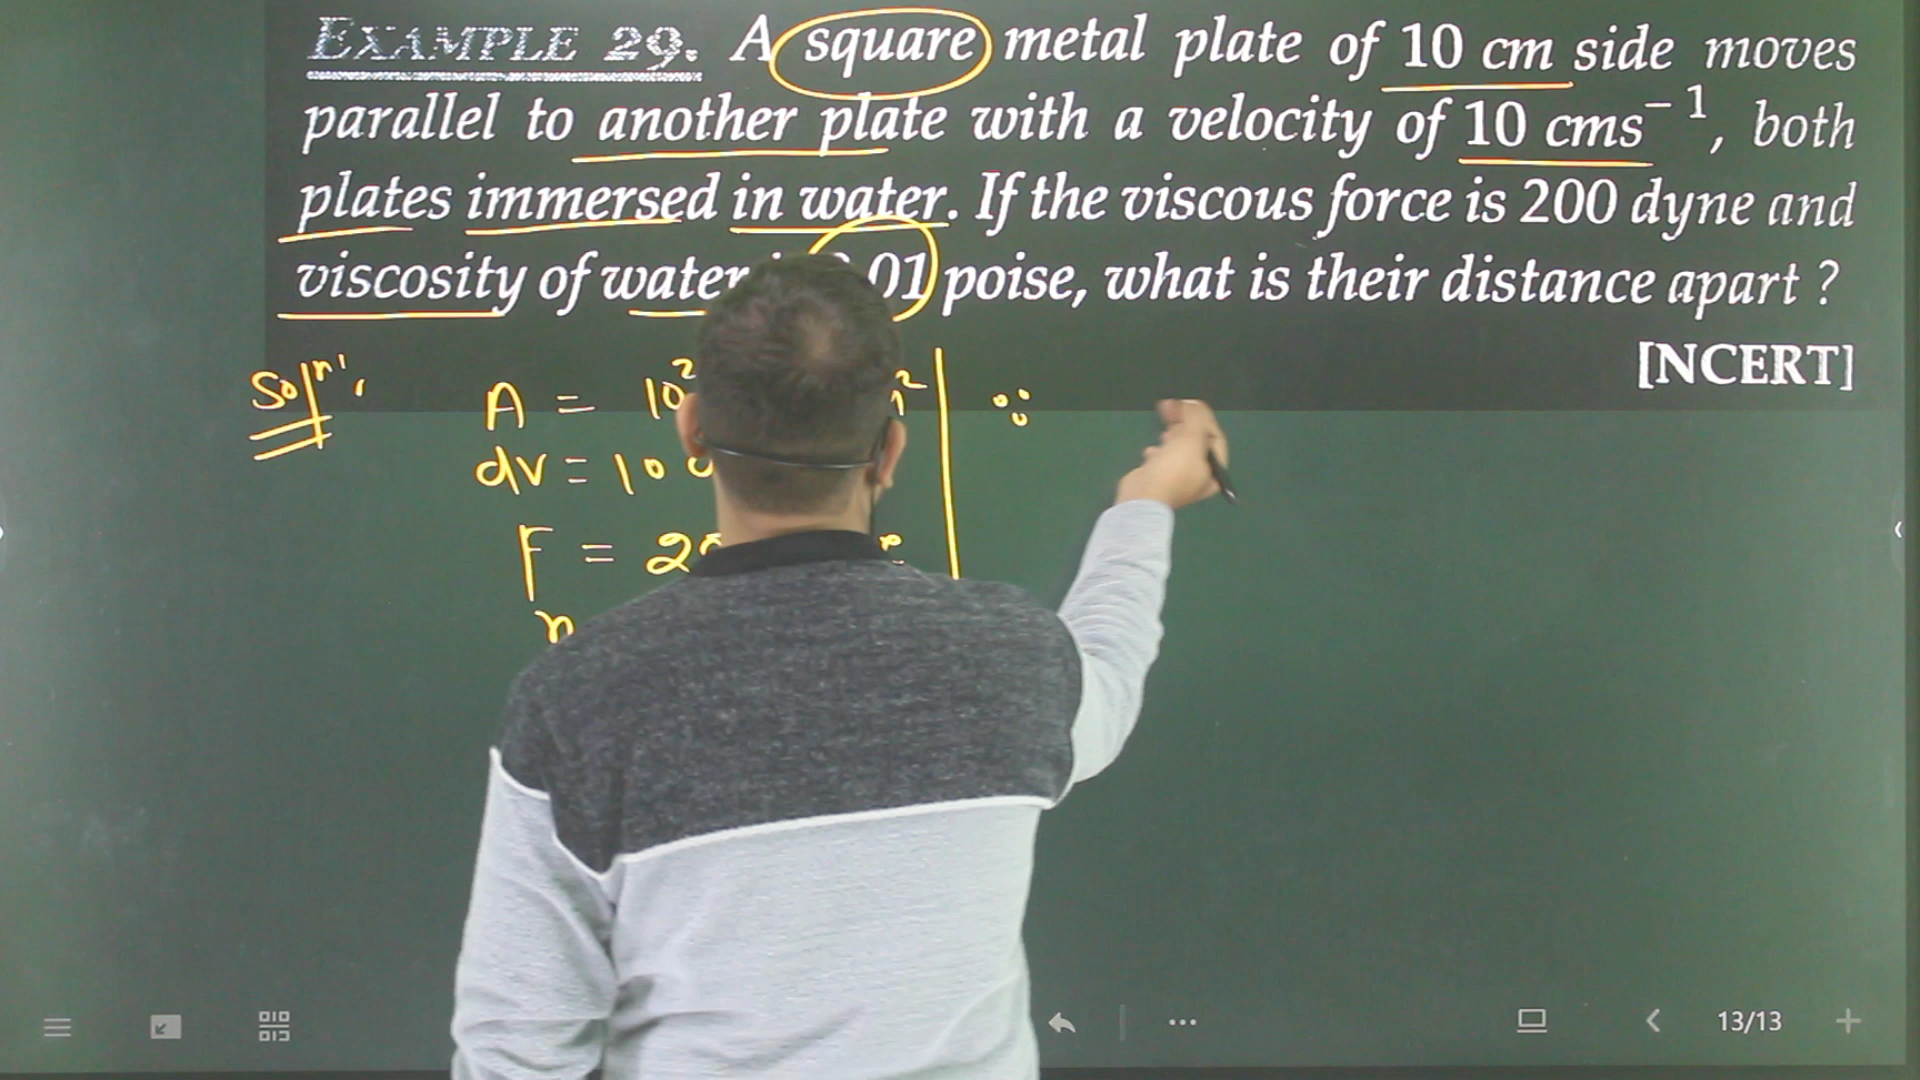 EXAMPLE 29. A square metal plate of 10 cm side moves
parallel to another plate with a velocity of 10 cms⁻¹, both
plates immersed in water. If the viscous force is 200 dyne and
viscosity of water 01 poise, what is their distance apart ?
[NCERT]
Solⁿ.
A = 10²
dv = 10
F =
η
13/13